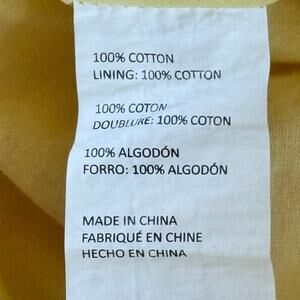 100% COTTON
LINING: 100% COTTON
100% COTON
DOUBLURE: 100% COTON
100% ALGODÓN
FORRO: 100% ALGODÓN
MADE IN CHINA
FABRIQUÉ EN CHINE
HECHO EN CHINA